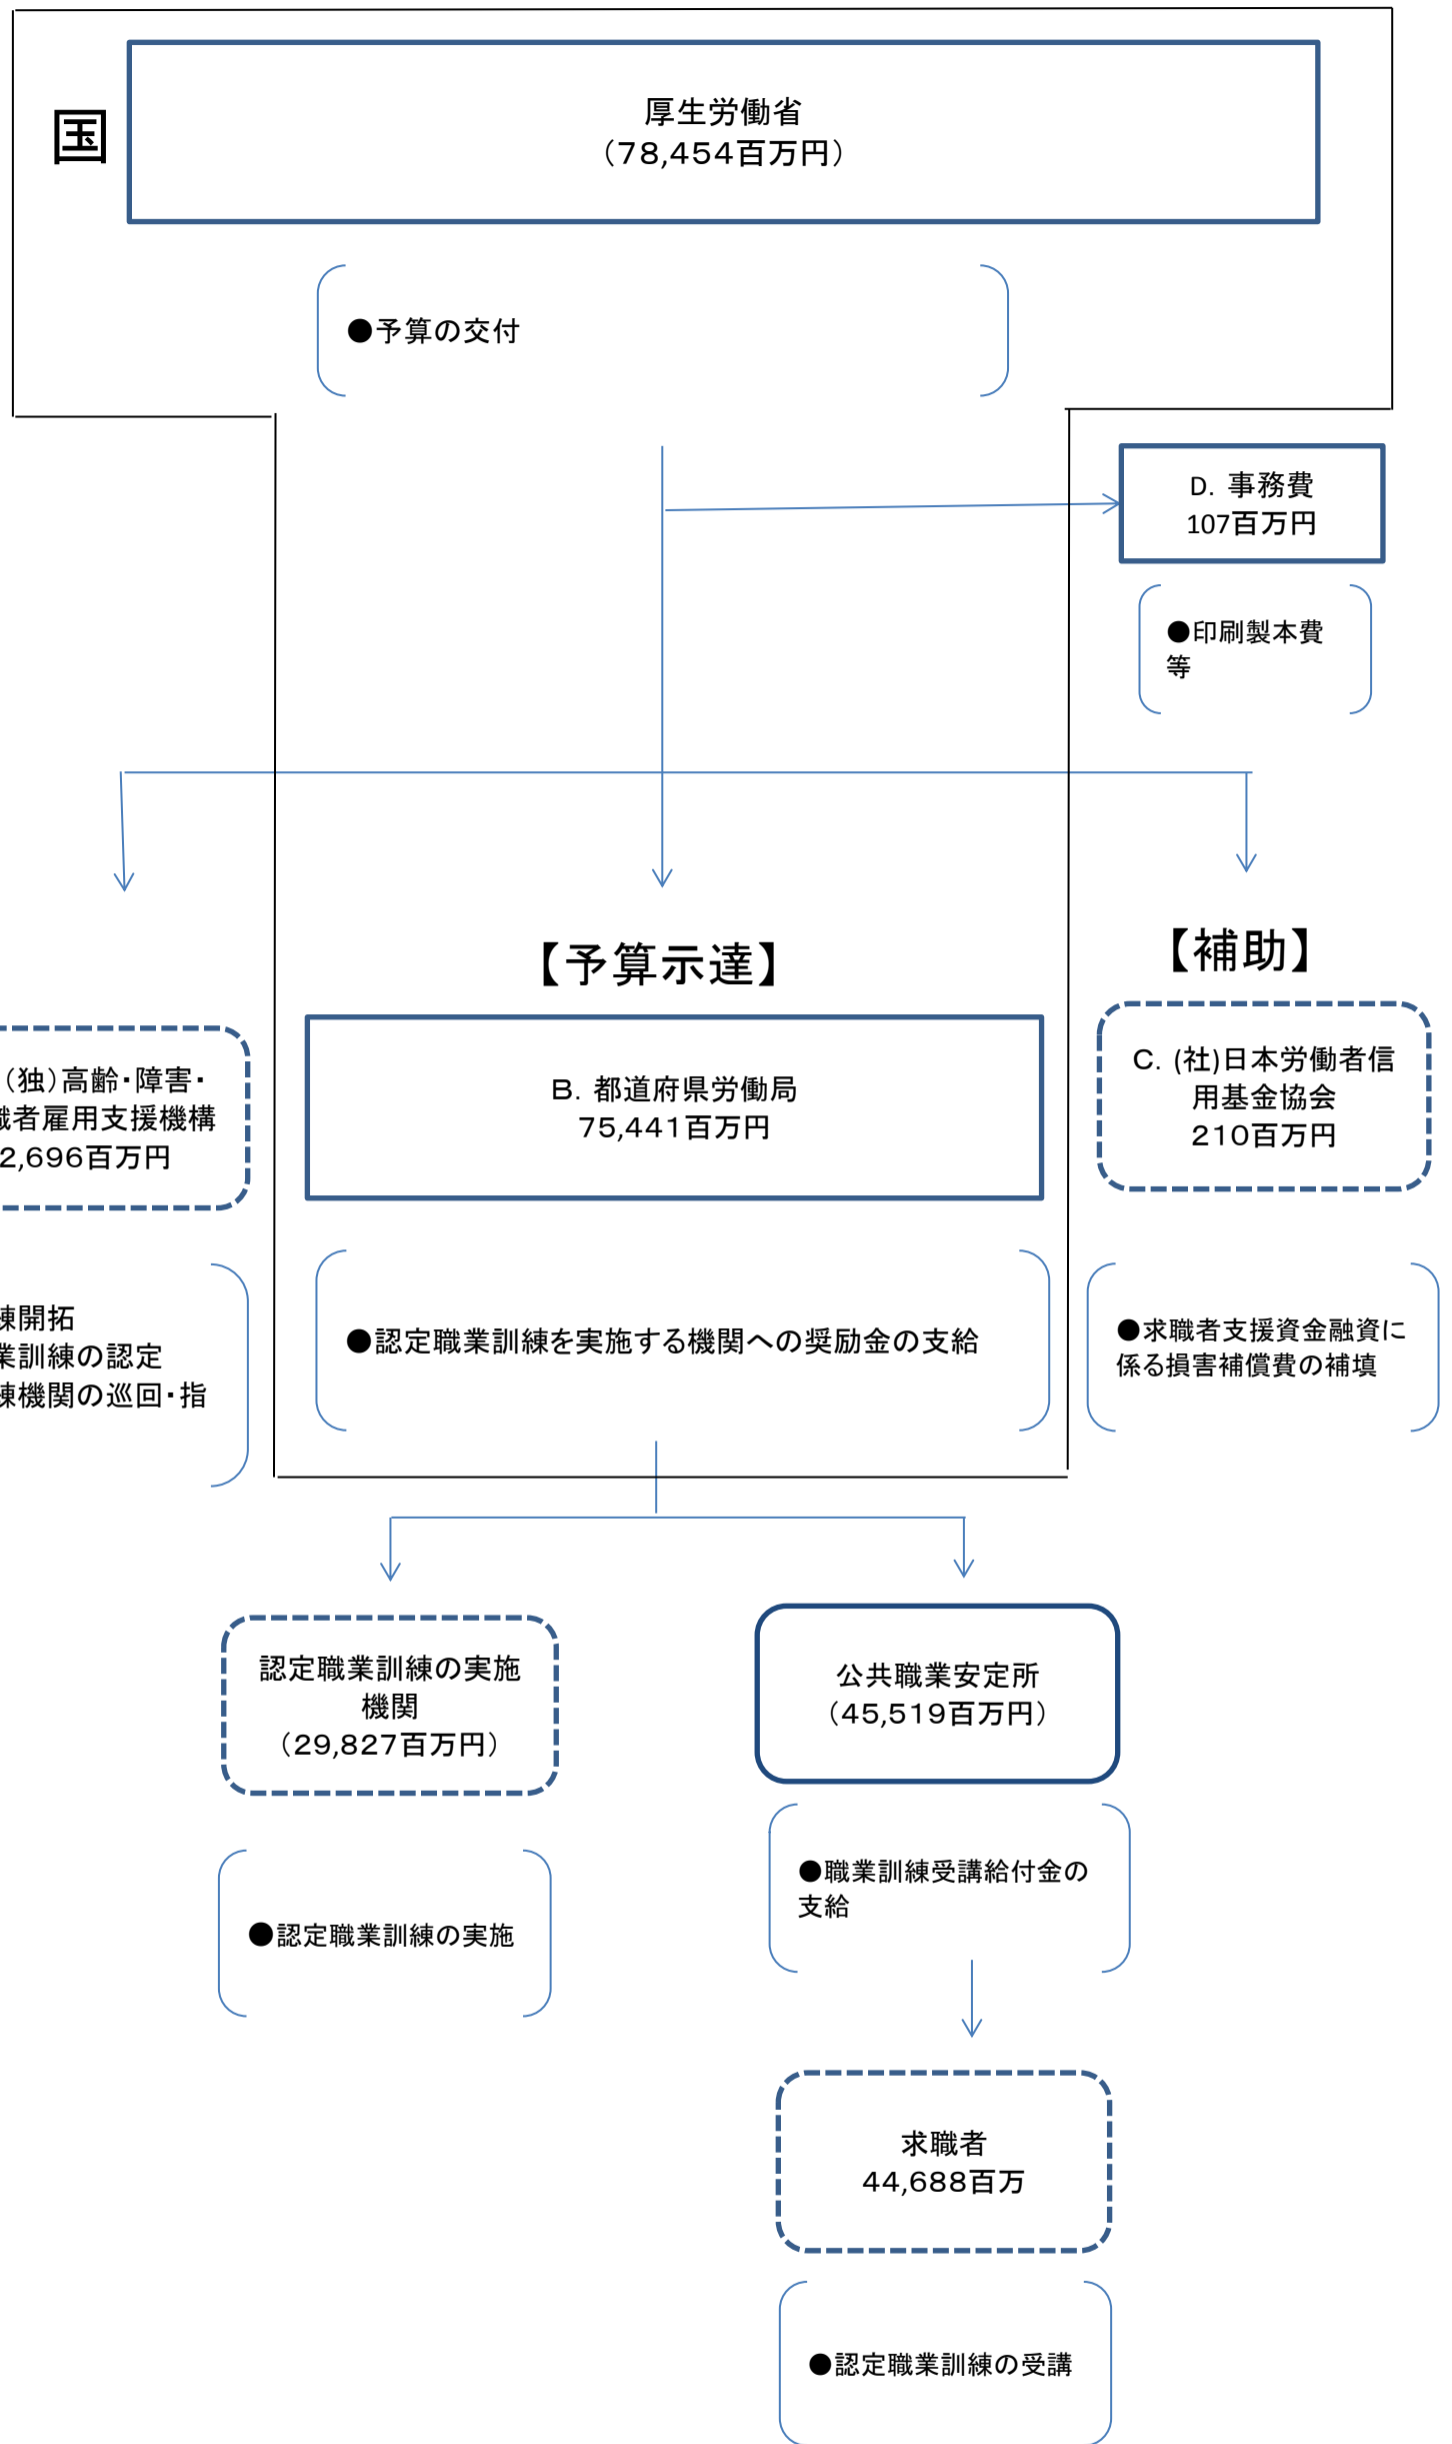 国
厚生労働省
（78,454百万円）
●予算の交付
D. 事務費
107百万円
●印刷製本費
等
【予算示達】
【補助】
（独）高齢・障害・
職者雇用支援機構
2,696百万円
B. 都道府県労働局
75,441百万円
C. (社)日本労働者信
用基金協会
210百万円
練開拓
業訓練の認定
練機関の巡回・指
●認定職業訓練を実施する機関への奨励金の支給
●求職者支援資金融資に
係る損害補償費の補填
認定職業訓練の実施
機関
（29,827百万円）
公共職業安定所
（45,519百万円）
●認定職業訓練の実施
●職業訓練受講給付金の
支給
求職者
44,688百万
●認定職業訓練の受講